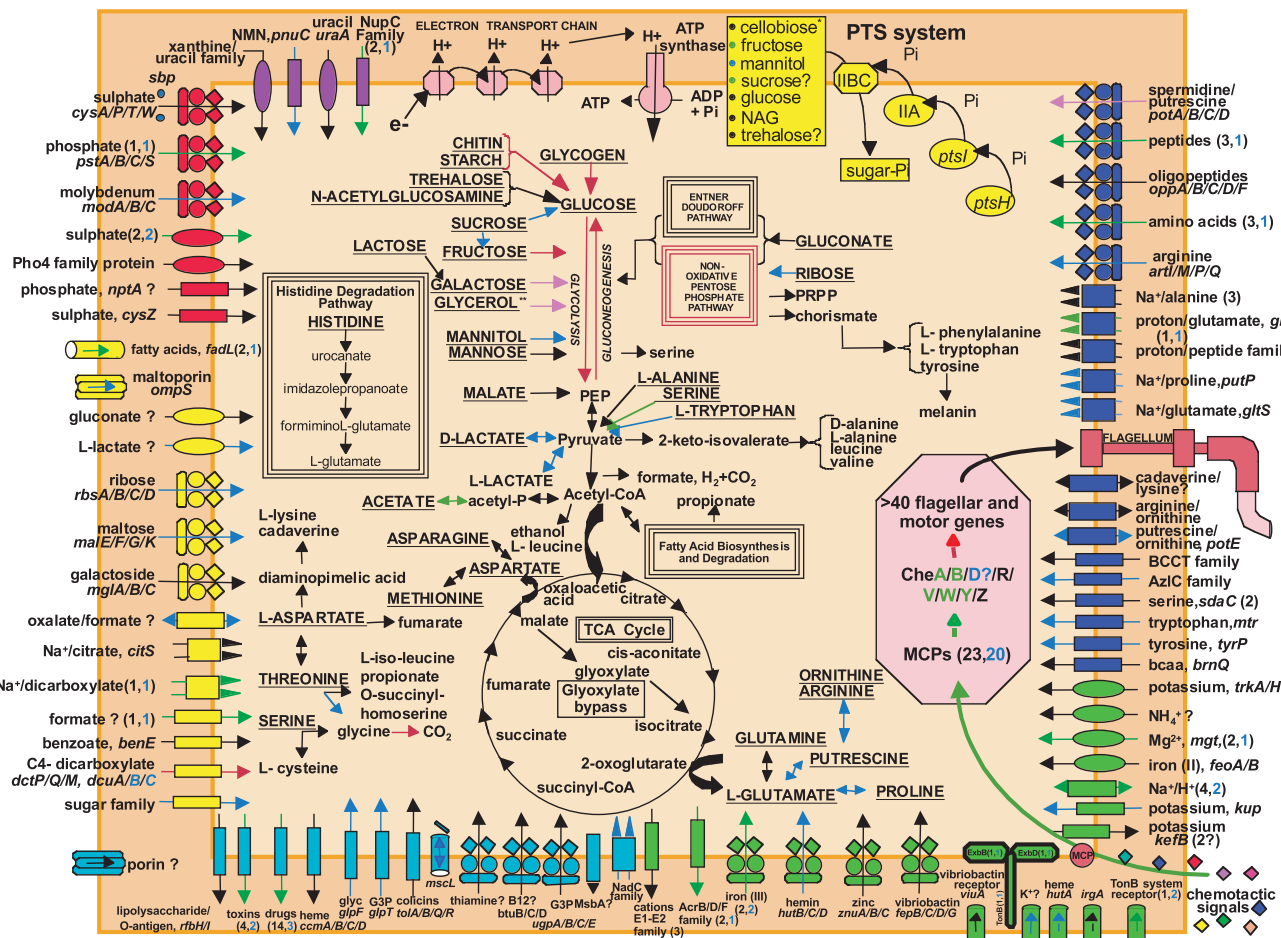 NMN, pnuC
uracil
uraA
NupC
Family
(2,1)
xanthine/
uracil family
sbp
sulphate
cysA/P/T/W
phosphate (1,1)
pstA/B/C/S
molybdenum
modA/B/C
sulphate(2,2)
Pho4 family protein
phosphate, nptA ?
sulphate, cysZ
fatty acids, fadL(2,1)
maltoporin
ompS
gluconate ?
L-lactate ?
ribose
rbsA/B/C/D
maltose
malE/F/G/K
galactoside
mglA/B/C
oxalate/formate ?
Na⁺/citrate, citS
Na⁺/dicarboxylate(1,1)
formate ? (1,1)
benzoate, benE
C4- dicarboxylate
dctP/Q/M, dcuA/B/C
sugar family
porin ?
ELECTRON TRANSPORT CHAIN
H+
H+
H+
H+
ATP
synthase
e-
ATP
ADP
+ Pi
cellobiose*
fructose
mannitol
sucrose?
glucose
NAG
trehalose?
PTS system
Pi
IIBC
IIA
Pi
ptsI
Pi
ptsH
sugar-Pi
CHITIN
STARCH
GLYCOGEN
TREHALOSE
N-ACETYLGLUCOSAMINE
GLUCOSE
SUCROSE
FRUCTOSE
LACTOSE
GALACTOSE
GLYCEROL**
MANNITOL
MANNOSE
GLYCOLYSIS
GLUCONEOGENESIS
ENTNER
DOUDOROFF
PATHWAY
NON-
OXIDATIVE
PENTOSE
PHOSPHATE
PATHWAY
GLUCONATE
RIBOSE
PRPP
chorismate
L- phenylalanine
L- tryptophan
tyrosine
melanin
serine
Histidine Degradation
Pathway
HISTIDINE
urocanate
imidazolepropanoate
formiminoL-glutamate
L-glutamate
MALATE
PEP
L-ALANINE
SERINE
L-TRYPTOPHAN
D-LACTATE
Pyruvate
2-keto-isovalerate
D-alanine
L-alanine
leucine
valine
L-LACTATE
formate, H₂+CO₂
ACETATE
acetyl-P
Acetyl-CoA
propionate
ethanol
L- leucine
Fatty Acid Biosynthesis
and Degradation
ASPARAGINE
ASPARTATE
METHIONINE
L-lysine
cadaverine
diaminopimelic acid
L-ASPARTATE
fumarate
THREONINE
L-iso-leucine
propionate
O-succinyl-
homoserine
SERINE
glycine
CO₂
L- cysteine
oxaloacetic
acid
citrate
malate
TCA Cycle
cis-aconitate
glyoxylate
fumarate
Glyoxylate
bypass
isocitrate
succinate
2-oxoglutarate
succinyl-CoA
ORNITHINE
ARGININE
GLUTAMINE
PUTRESCINE
L-GLUTAMATE
PROLINE
>40 flagellar and
motor genes
CheA/B/D?/R/
V/W/Y/Z
MCPs (23,20)
FLAGELLUM
spermidine/
putrescine
potA/B/C/D
peptides (3,1)
oligopeptides
oppA/B/C/D/F
amino acids (3,1)
arginine
artI/M/P/Q
Na⁺/alanine (3)
proton/glutamate, gl
(1,1)
proton/peptide famil
Na⁺/proline,putP
Na⁺/glutamate,gltS
cadaverine/
lysine?
arginine/
ornithine
putrescine/
ornithine, potE
BCCT family
AzlC family
serine,sdaC (2)
tryptophan,mtr
tyrosine, tyrP
bcaa, brnQ
potassium, trkA/H
NH₄⁺ ?
Mg²⁺, mgt,(2,1)
iron (II), feoA/B
Na⁺/H⁺(4,2)
potassium, kup
potassium
kefB (2?)
MCP
chemotactic
signals
lipolysaccharide/
O-antigen, rfbH/I
toxins
(4,2)
drugs
(14,3)
heme
ccmA/B/C/D
glyc
glpF
G3P
glpT
colicins
tolA/B/Q/R
mscL
thiamine?
B12?
btuB/C/D
G3P
ugpA/B/C/E
MsbA?
NadC
family
cations
E1-E2
family (3)
AcrB/D/F
family (2,1)
iron (III)
(2,2)
hemin
hutB/C/D
zinc
znuA/B/C
vibriobactin
fepB/C/D/G
vibriobactin
receptor
viuA
ExbB(1,1)
ExbD(1,1)
TonB(1,1)
K⁺?
heme
hutA
irgA
TonB system
receptor(1,2)